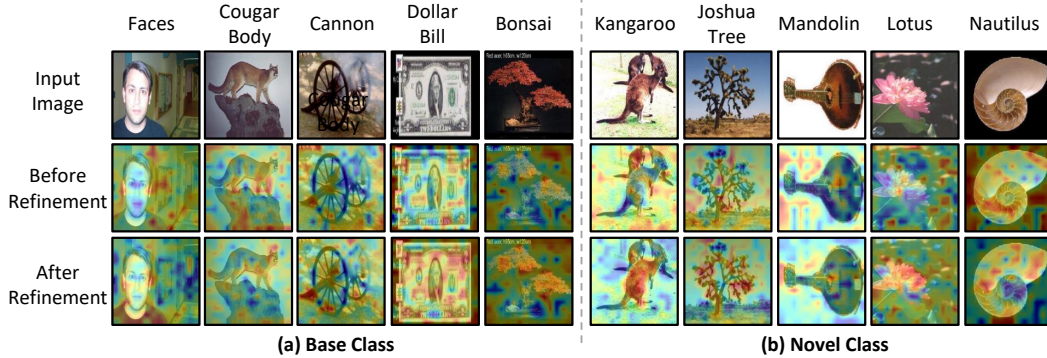 Faces
Cougar
Body
Cannon
Dollar
Bill
Bonsai
Kangaroo
Joshua
Tree
Mandolin
Lotus
Nautilus
Input
Image
Cougar
Body
Before
Refinement
After
Refinement
(a) Base Class
(b) Novel Class